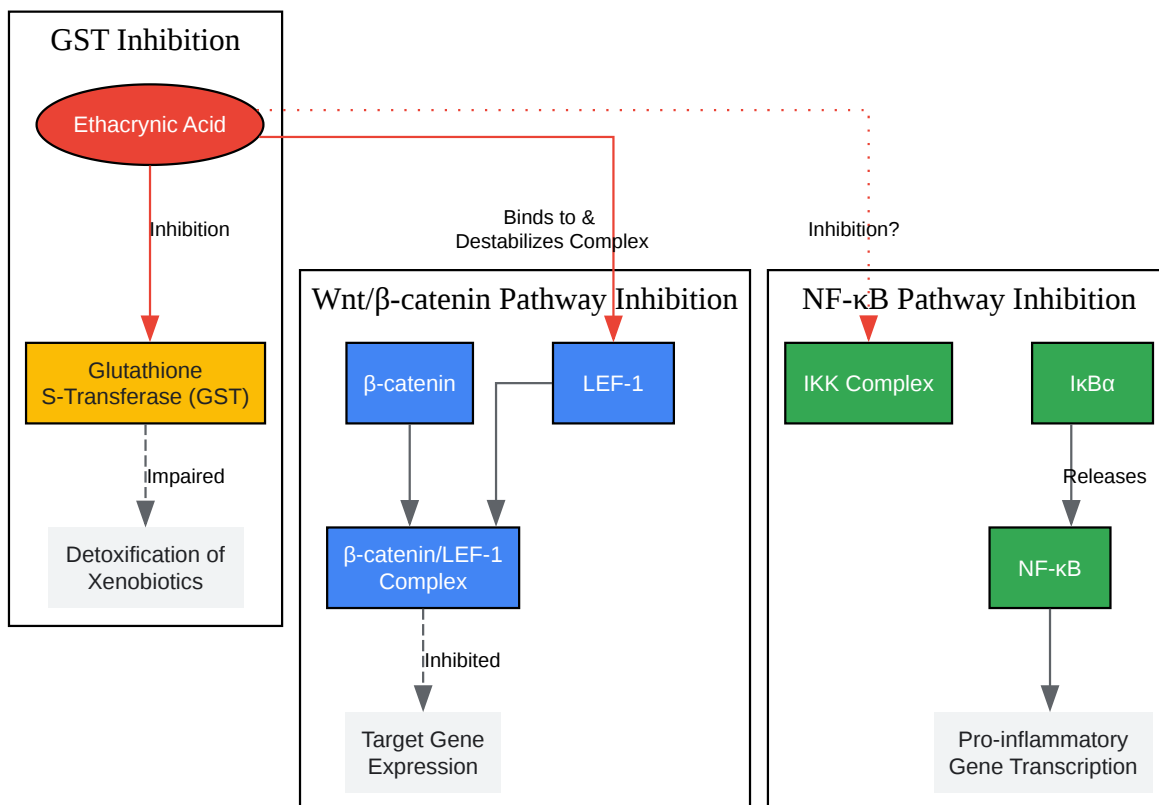 GST Inhibition
Ethacrynic Acid
Inhibition
Binds to &
Destabilizes Complex
Inhibition?
Glutathione
S-Transferase (GST)
Impaired
Detoxification of
Xenobiotics
Wnt/β-catenin Pathway Inhibition
β-catenin
LEF-1
β-catenin/LEF-1
Complex
Inhibited
Target Gene
Expression
NF-κB Pathway Inhibition
IKK Complex
IκBα
Releases
NF-κB
Pro-inflammatory
Gene Transcription